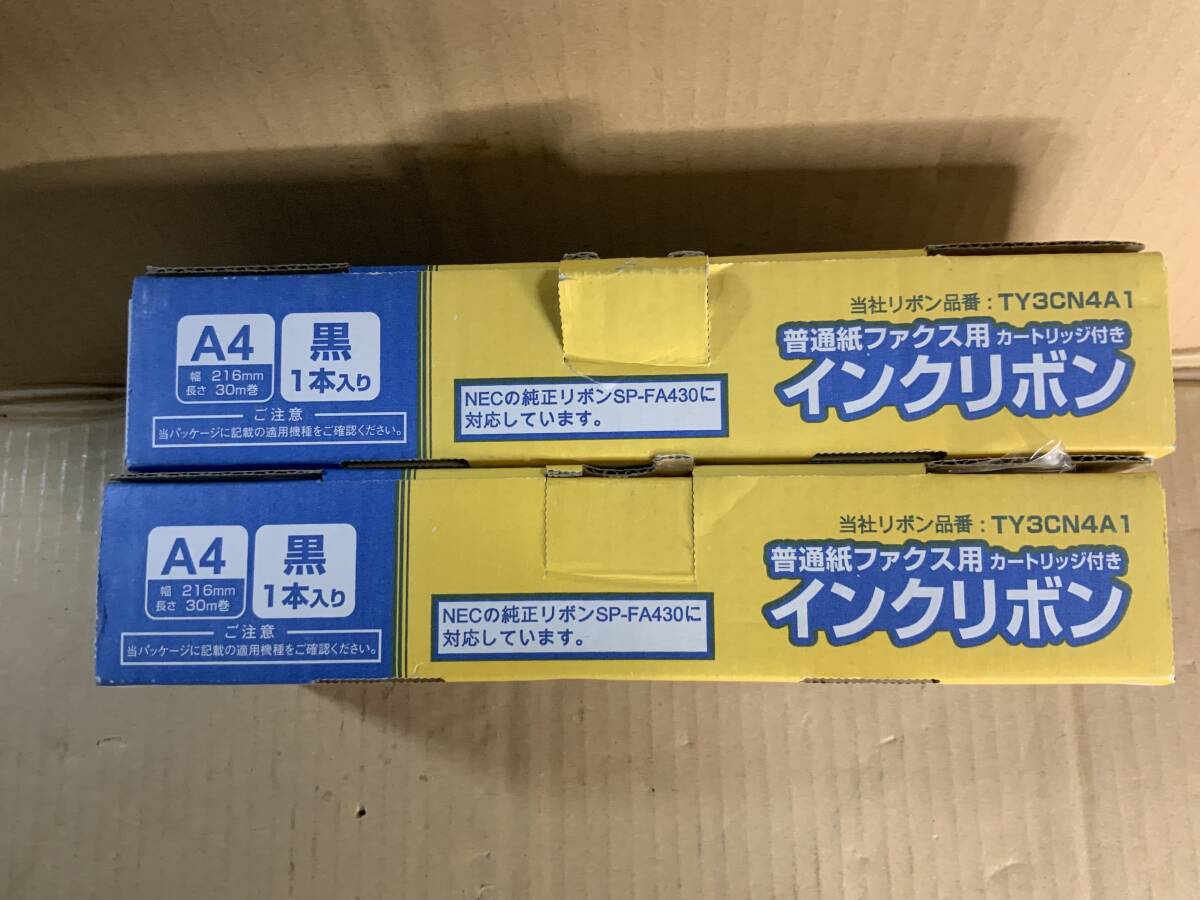 A4
幅 216mm
長さ 30m巻
黒
1本入り
ご注意
当パッケージに記載の適用機種をご確認ください。
NECの純正リボンSP-FA430に
対応しています。
当社リボン品番：TY3CN4A1
普通紙ファクス用 カートリッジ付き
インクリボン
A4
幅 216mm
長さ 30m巻
黒
1本入り
ご注意
当パッケージに記載の適用機種をご確認ください。
NECの純正リボンSP-FA430に
対応しています。
当社リボン品番：TY3CN4A1
普通紙ファクス用 カートリッジ付き
インクリボン